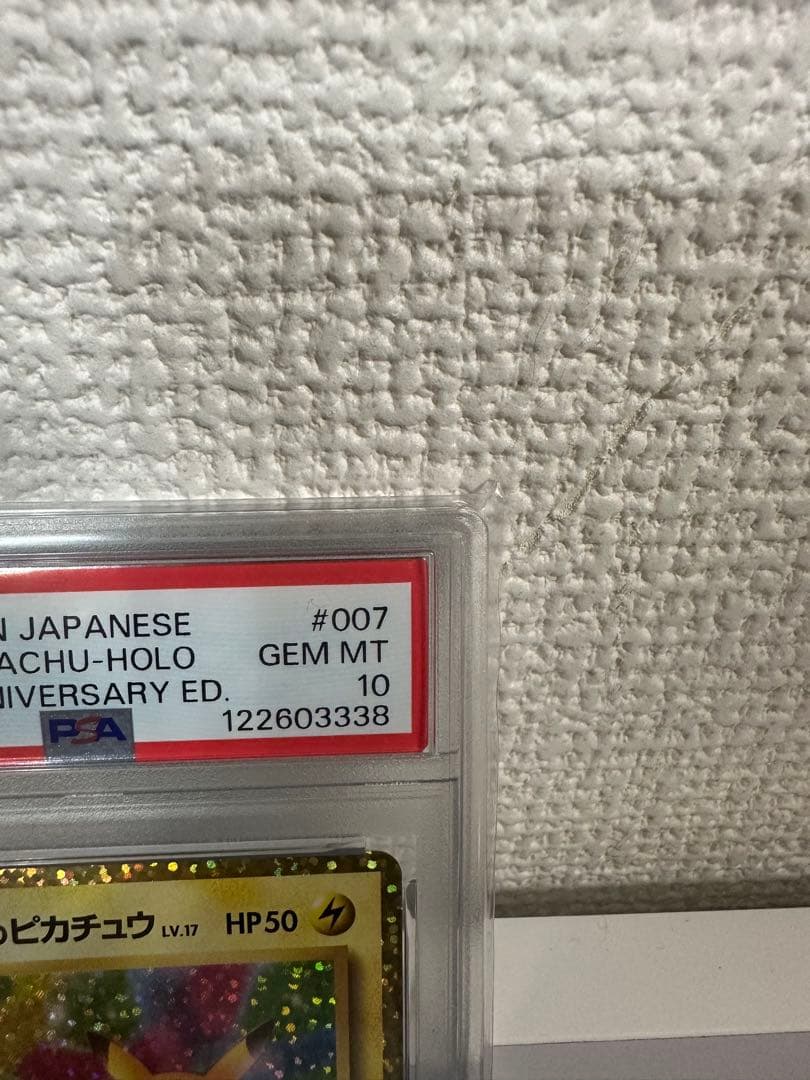 N JAPANESE #007
ACHU-HOLO GEM MT
NIVERSARY ED. 10
PSA 122603338
ピカチュウ LV.17 HP50